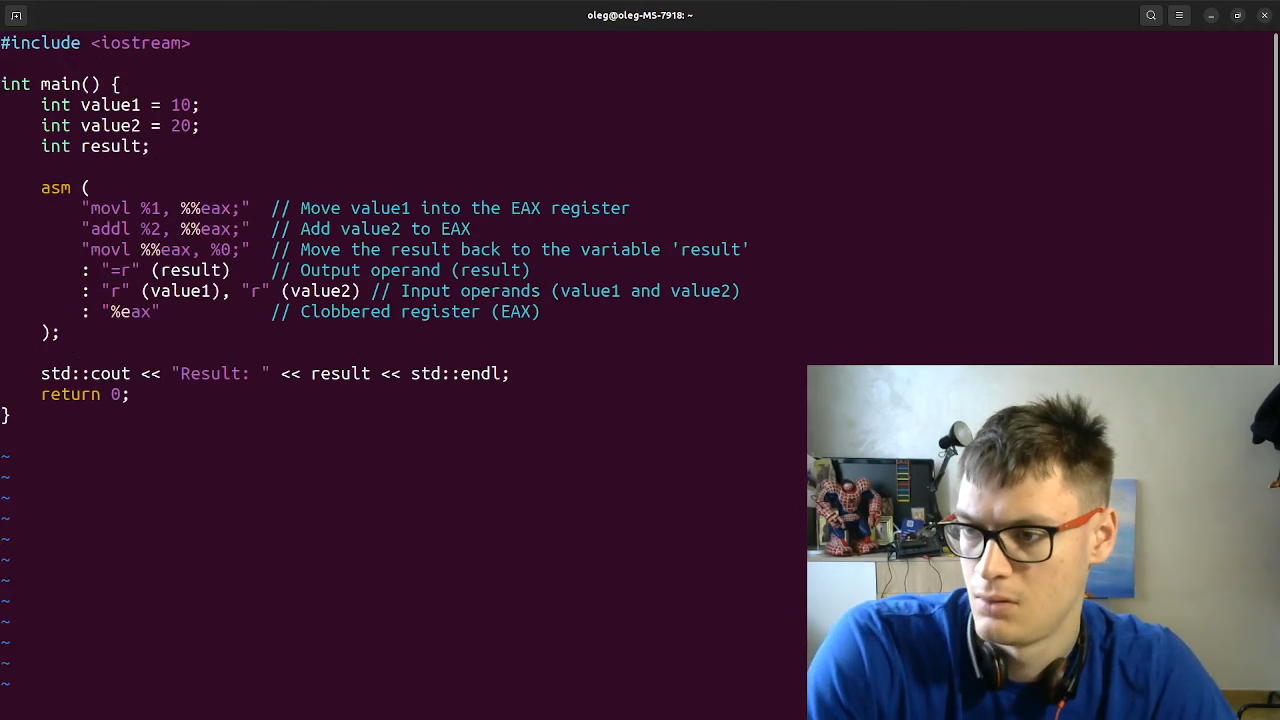 oleg@oleg-MS-7918: ~
#include <iostream>
int main() {
    int value1 = 10;
    int value2 = 20;
    int result;
    asm (
        "movl %1, %%eax;"  // Move value1 into the EAX register
        "addl %2, %%eax;"  // Add value2 to EAX
        "movl %%eax, %0;"  // Move the result back to the variable 'result'
        : "=r" (result)    // Output operand (result)
        : "r" (value1), "r" (value2) // Input operands (value1 and value2)
        : "%eax"           // Clobbered register (EAX)
    );
    std::cout << "Result: " << result << std::endl;
    return 0;
}
~
~
~
~
~
~
~
~
~
~
~
~